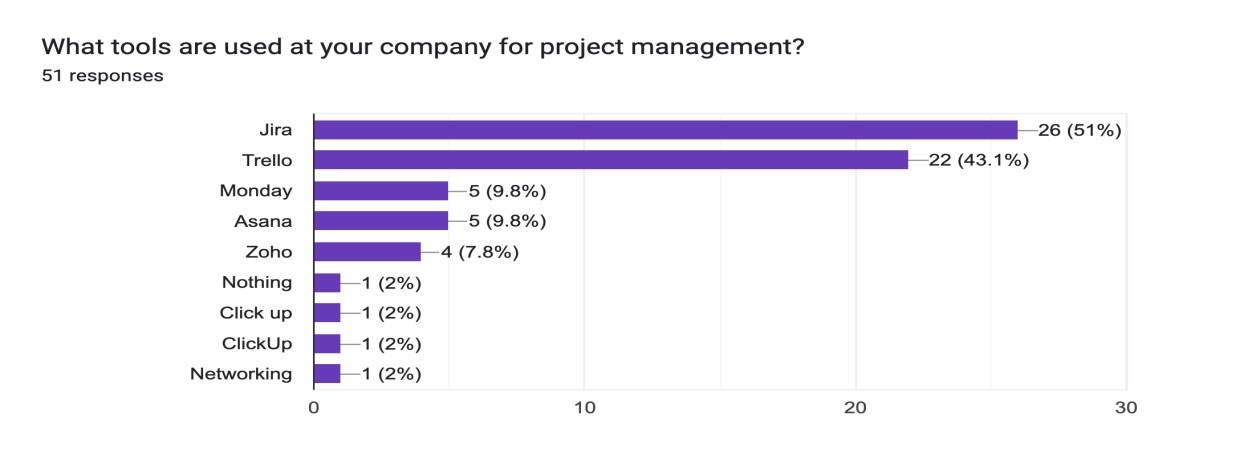 What tools are used at your company for project management?
51 responses
Jira 26 (51%)
Trello 22 (43.1%)
Monday 5 (9.8%)
Asana 5 (9.8%)
Zoho 4 (7.8%)
Nothing 1 (2%)
Click up 1 (2%)
ClickUp 1 (2%)
Networking 1 (2%)
0 10 20 30